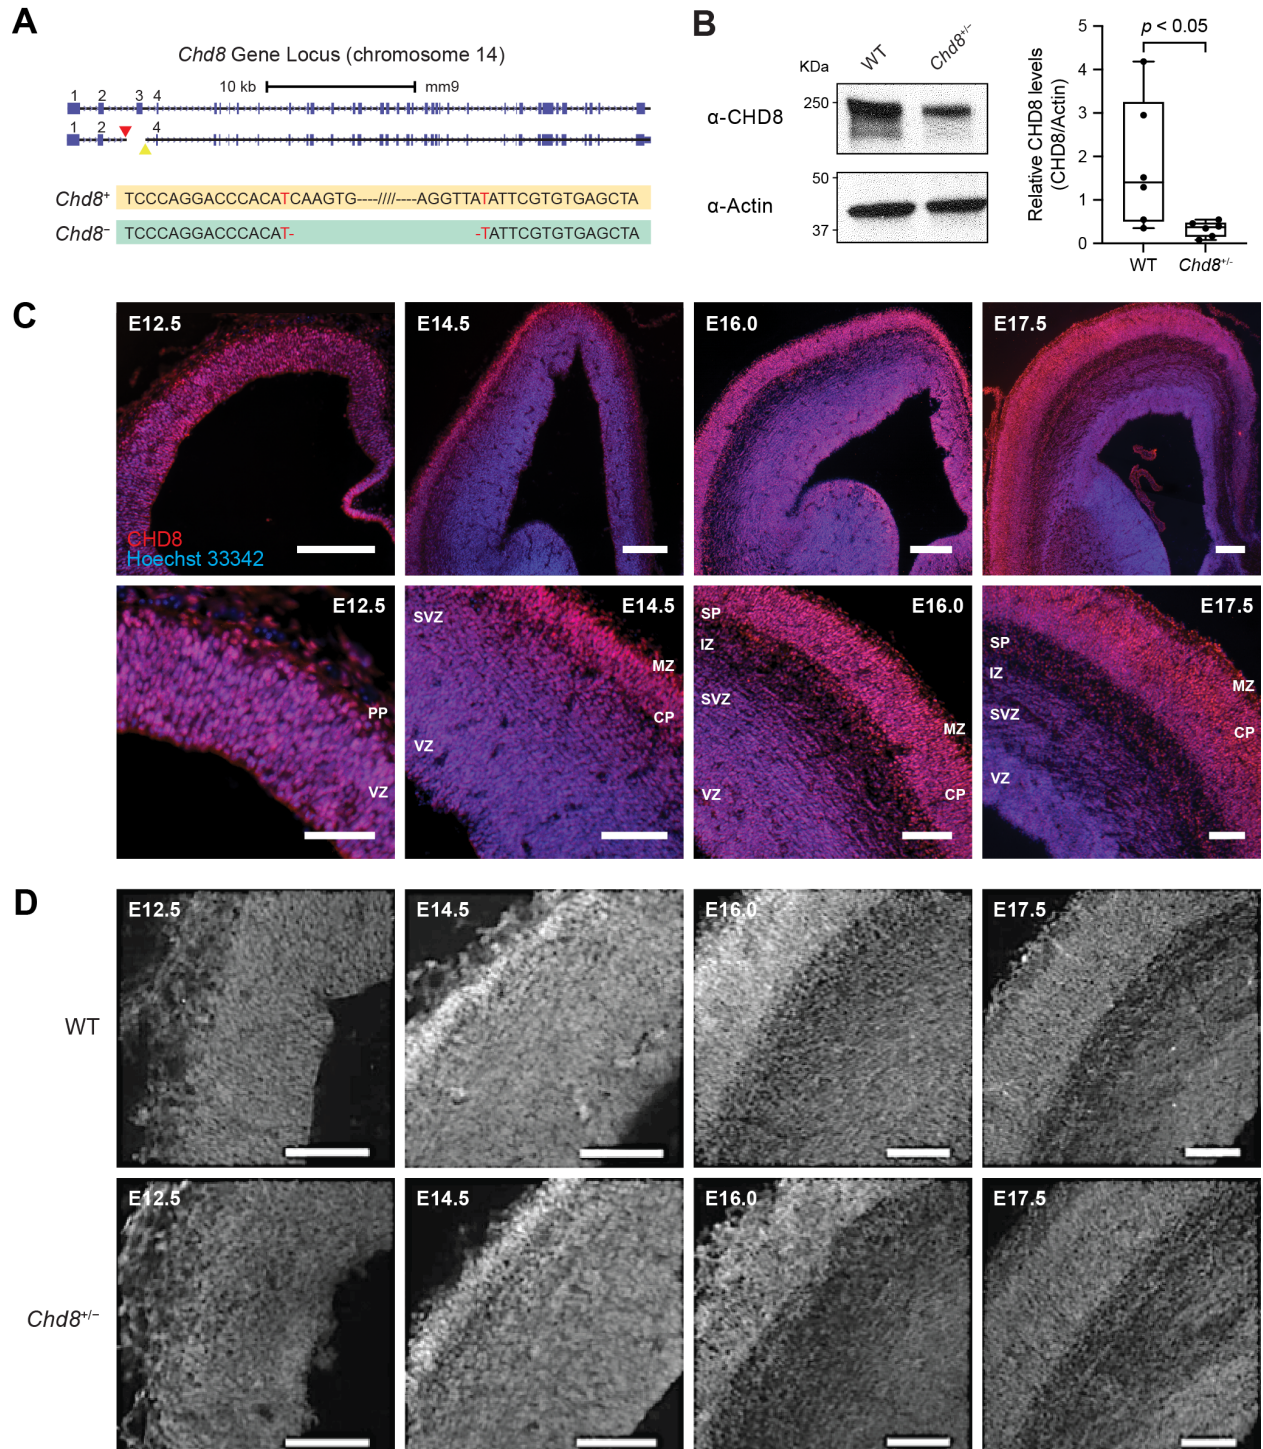 A
Chd8 Gene Locus (chromosome 14)
10 kb mm9
1 2 3 4
1 2 4
Chd8+ TCCCAGGACCCACATCAAGTG----////----AGGTTATATTCGTGTGAGCTA
Chd8− TCCCAGGACCCACAT- -TATTCGTGTGAGCTA
B
WT Chd8+/−
KDa
250
α-CHD8
50
α-Actin
37
p < 0.05
Relative CHD8 levels
(CHD8/Actin)
5
4
3
2
1
0
WT Chd8+/-
C
E12.5 E14.5 E16.0 E17.5
CHD8
Hoechst 33342
E12.5 E14.5 E16.0 E17.5
PP
VZ
SVZ
MZ
CP
VZ
SP
IZ
SVZ
MZ
VZ
CP
SP
IZ
MZ
SVZ
CP
VZ
D
E12.5 E14.5 E16.0 E17.5
WT
E12.5 E14.5 E16.0 E17.5
Chd8+/−